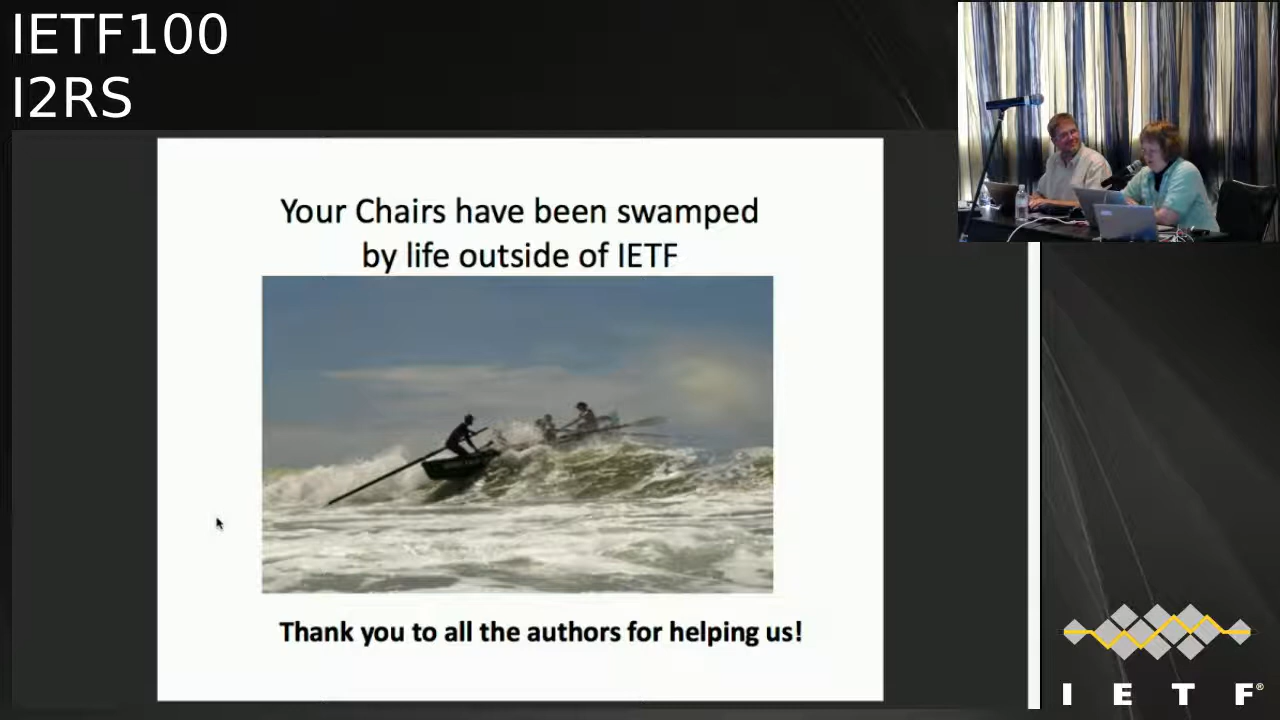 IETF100
I2RS
Your Chairs have been swamped
by life outside of IETF
Thank you to all the authors for helping us!
I E T F®